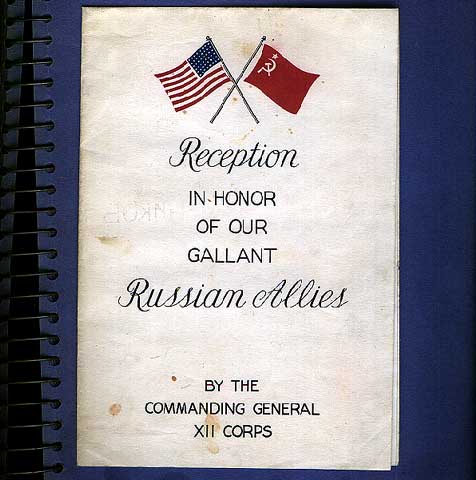 Reception
IN HONOR
OF OUR
GALLANT
Russian Allies
BY THE
COMMANDING GENERAL
XII CORPS